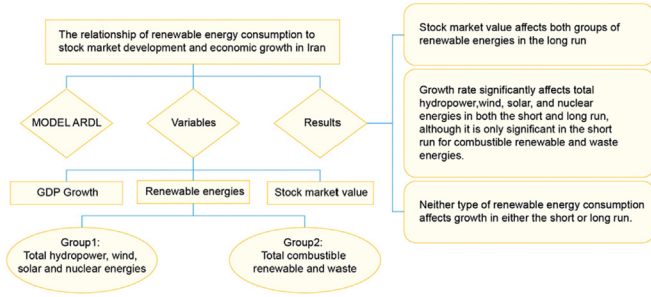 The relationship of renewable energy consumption to
stock market development and economic growth in Iran
MODEL ARDL
Variables
Results
GDP Growth
Renewable energies
Stock market value
Group1:
Total hydropower, wind,
solar and nuclear energies
Group2:
Total combustible
renewable and waste
Stock market value affects both groups of
renewable energies in the long run
Growth rate significantly affects total
hydropower,wind, solar, and nuclear
energies in both the short and long run,
although it is only significant in the short
run for combustible renewable and waste
energies.
Neither type of renewable energy consumption
affects growth in either the short or long run.